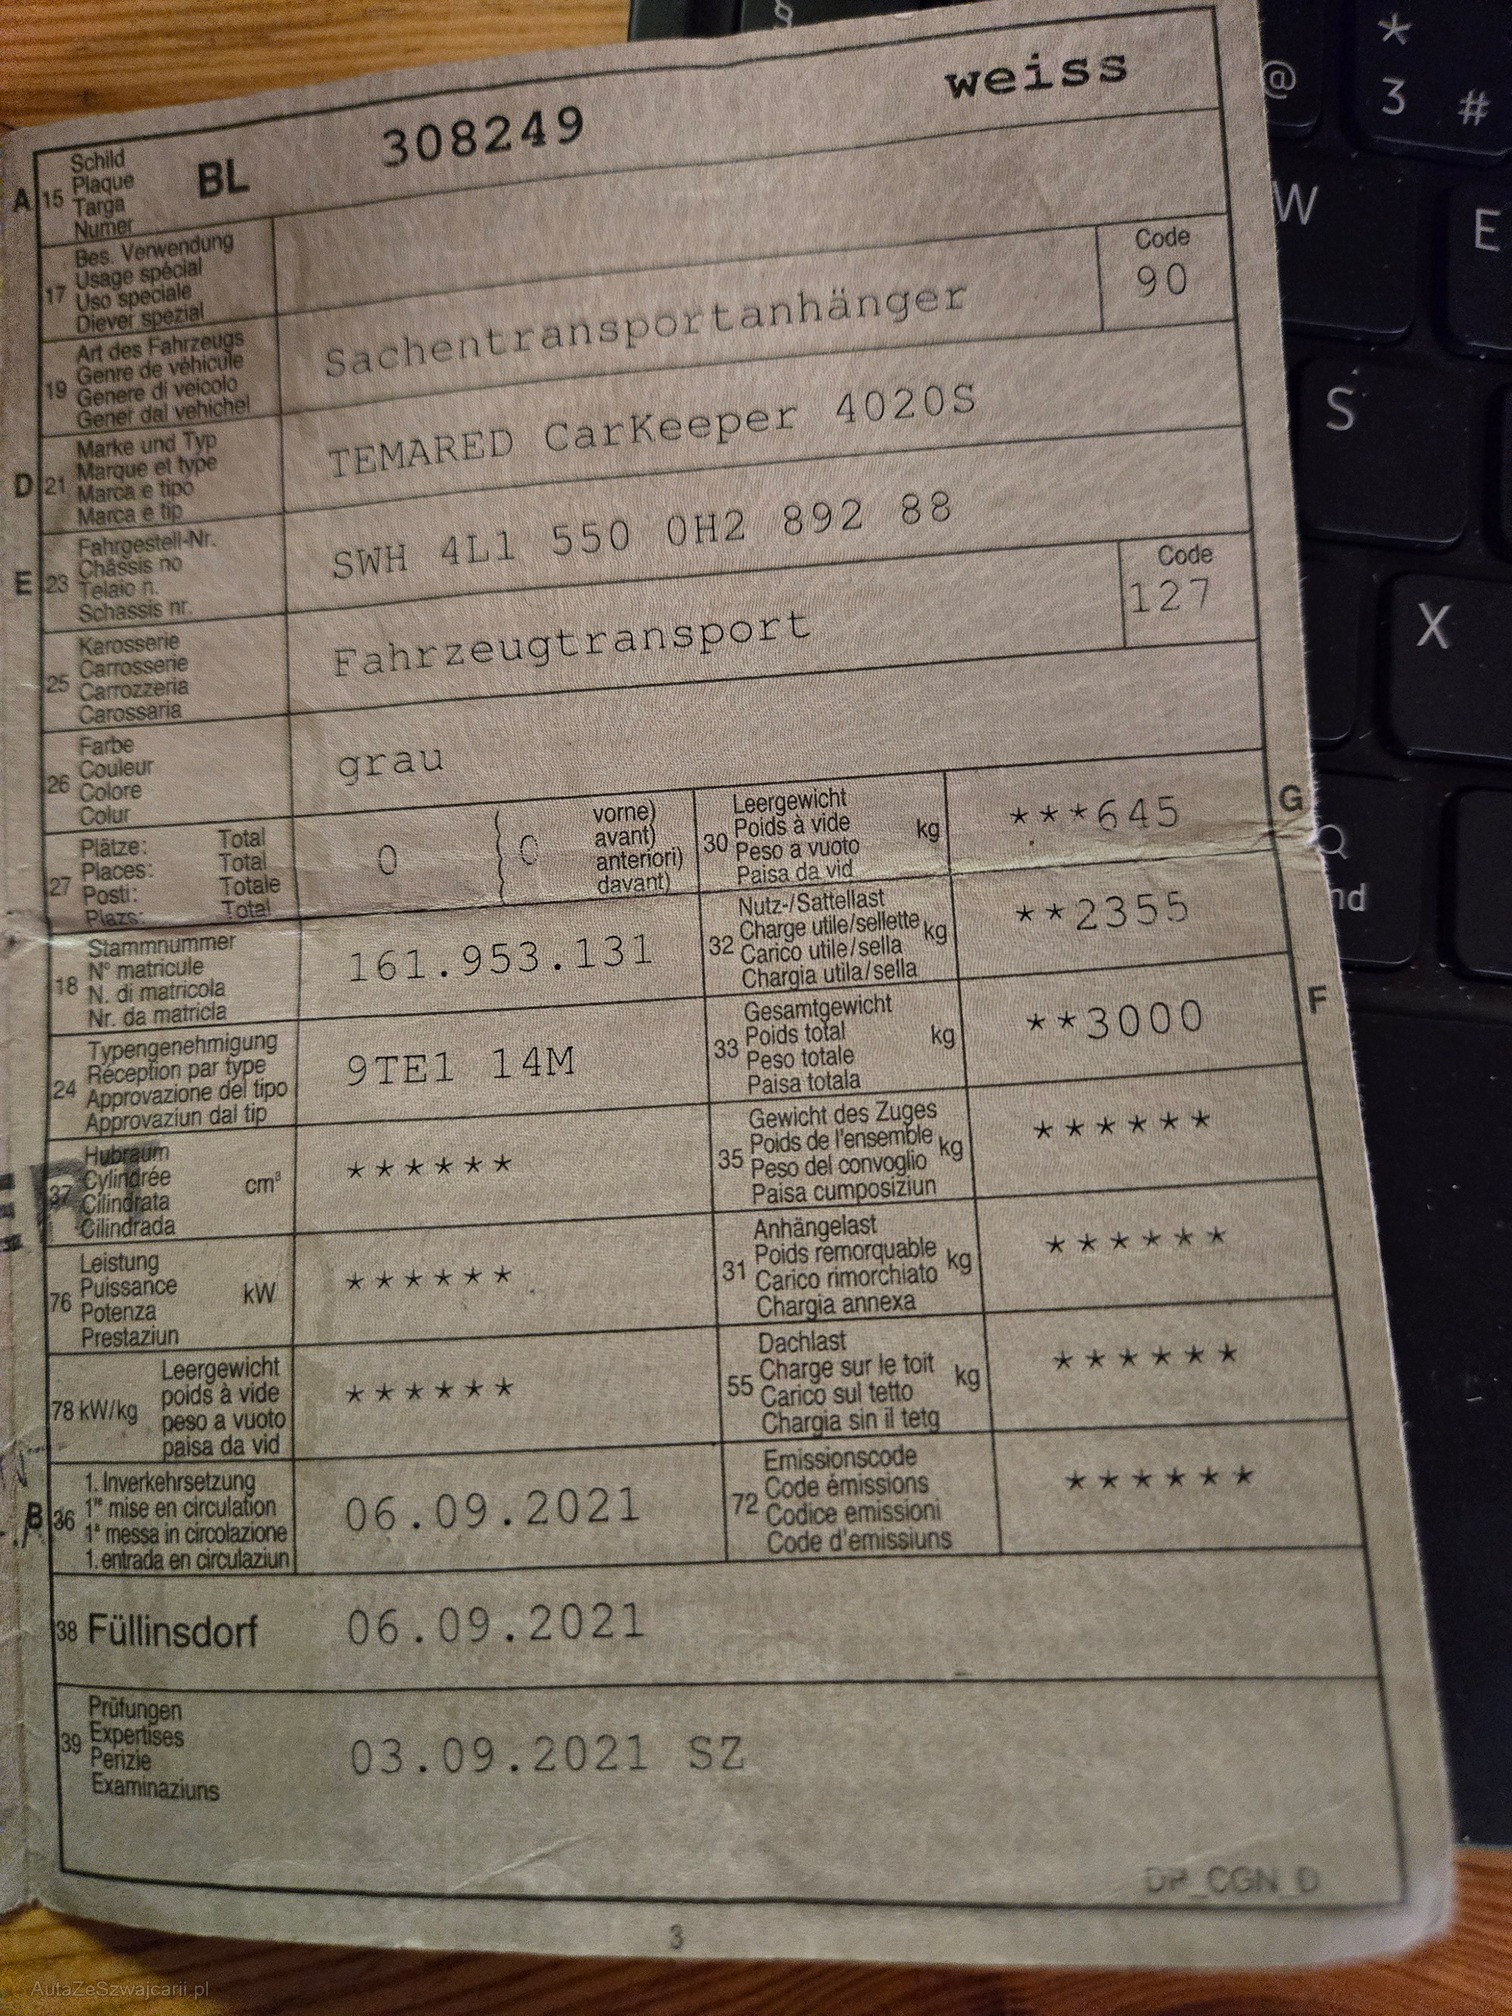 A 15 Schild Plaque Targa Numer BL 308249 weiss
17 Bes. Verwendung Usage spécial Uso speciale Diever spezial
19 Art des Fahrzeugs Genre de véhicule Genere di veicolo Gener dal vehichel Sachentransportanhänger Code 90
D 21 Marke und Typ Marque et type Marca e tipo Marca e tip TEMARED CarKeeper 4020S
E 23 Fahrgestell-Nr. Châssis no Telaio n. Schassis nr. SWH 4L1 550 0H2 892 88
25 Karosserie Carrosserie Carrozzeria Carossaria Fahrzeugtransport Code 127
26 Farbe Couleur Colore Colur grau
27 Plätze: Total Places: Total Posti: Totale Plazs: Total 0 0 vorne) avant) anteriori) davant)
30 Leergewicht Poids à vide Peso a vuoto Paisa da vid kg ***645 G
18 Stammnummer N° matricule N. di matricola Nr. da matricla 161.953.131
32 Nutz-/Sattellast Charge utile/sellette Carico utile/sella Chargia utila/sella kg **2355
24 Typengenehmigung Réception par type Approvazione del tipo Approvaziun dal tip 9TE1 14M
33 Gesamtgewicht Poids total Peso totale Paisa totala kg **3000 F
37 Hubraum Cylindrée Cilindrata Cilindrada cm³ ******
35 Gewicht des Zuges Poids de l'ensemble Peso del convoglio Paisa cumposiziun kg ******
76 Leistung Puissance Potenza Prestaziun kW ******
31 Anhängelast Poids remorquable Carico rimorchiato Chargia annexa kg ******
78 kW/kg Leergewicht poids à vide peso a vuoto paisa da vid ******
55 Dachlast Charge sur le toit Carico sul tetto Chargia sin il tetg kg ******
B 36 1. Inverkehrsetzung 1re mise en circulation 1a messa in circolazione 1. entrada en circulaziun 06.09.2021
72 Emissionscode Code émissions Codice emissioni Code d'emissiuns ******
38 Füllinsdorf 06.09.2021
39 Prüfungen Expertises Perizie Examinaziuns 03.09.2021 SZ
DP_CGN_D
3
§
@
*
3
#
W
E
S
X
AutaZeSzwajcarii.pl